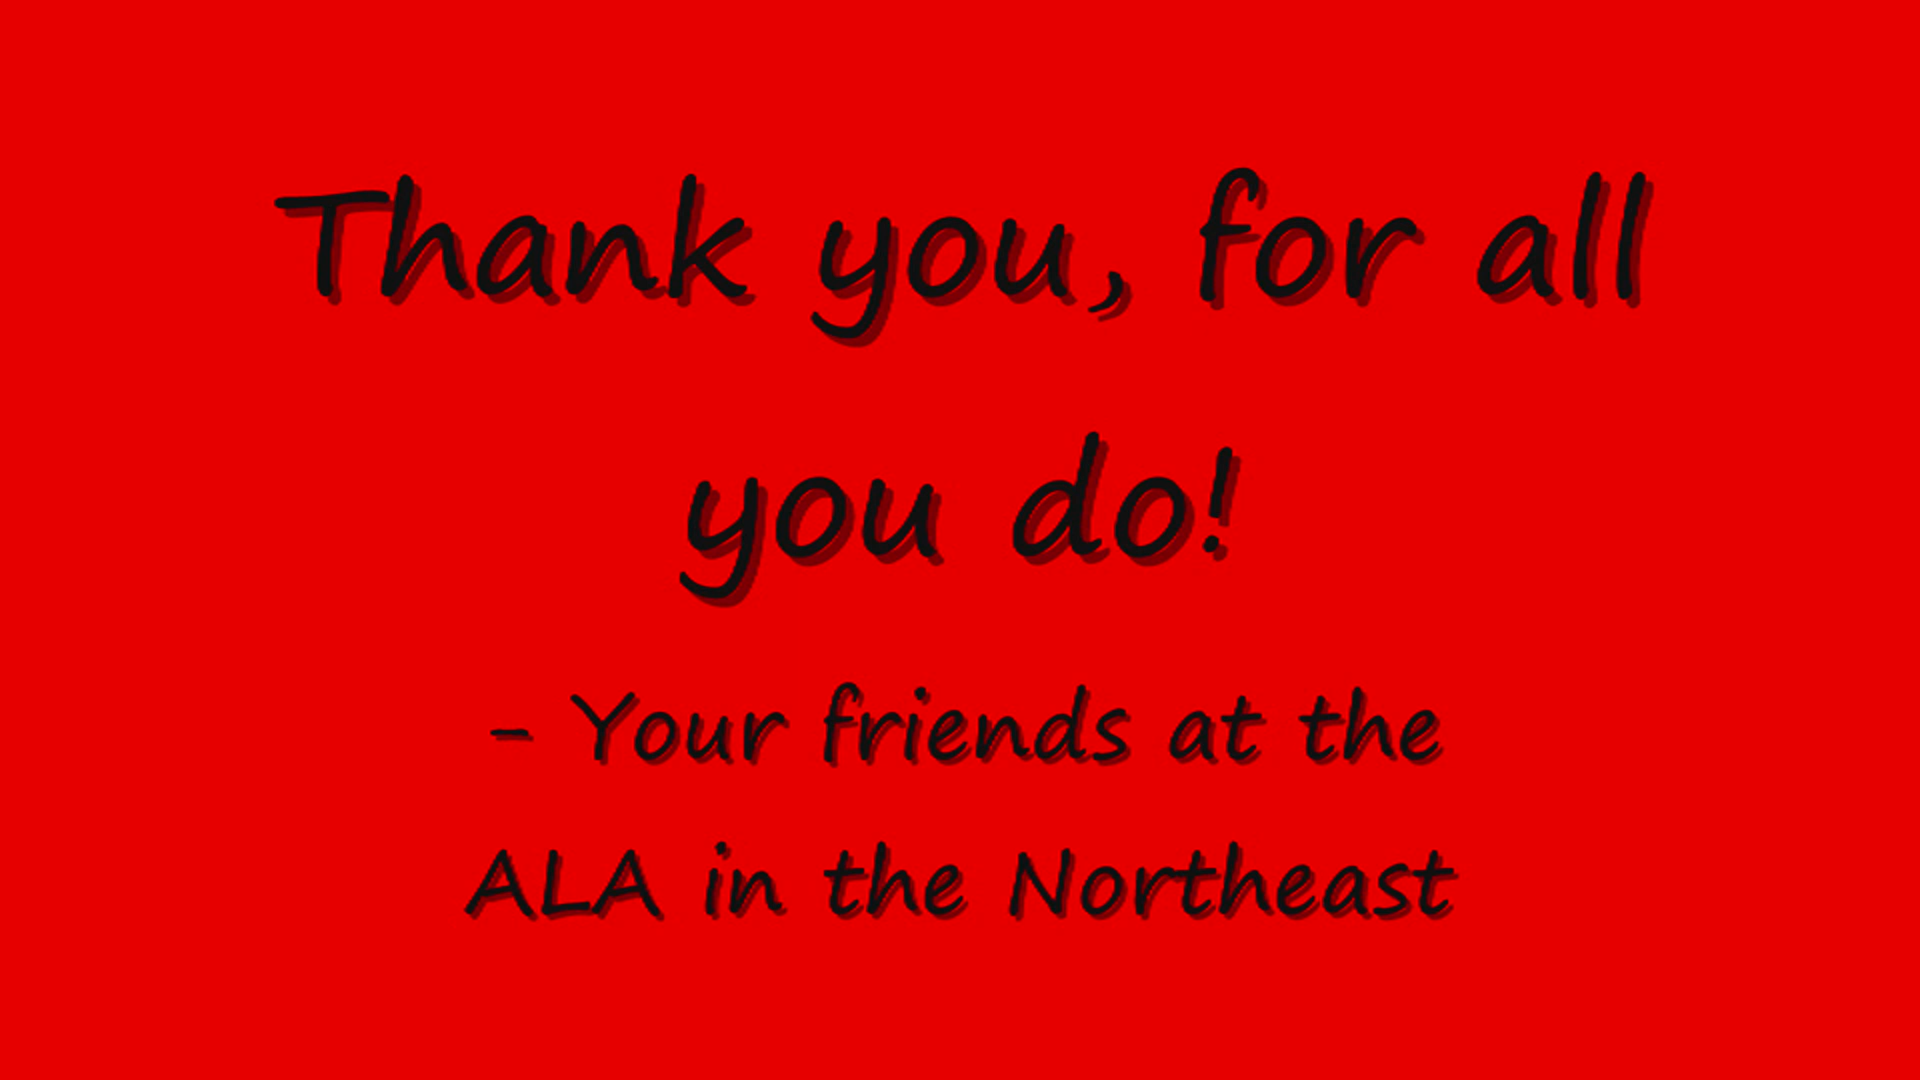 Thank you, for all
you do!
- Your friends at the
ALA in the Northeast